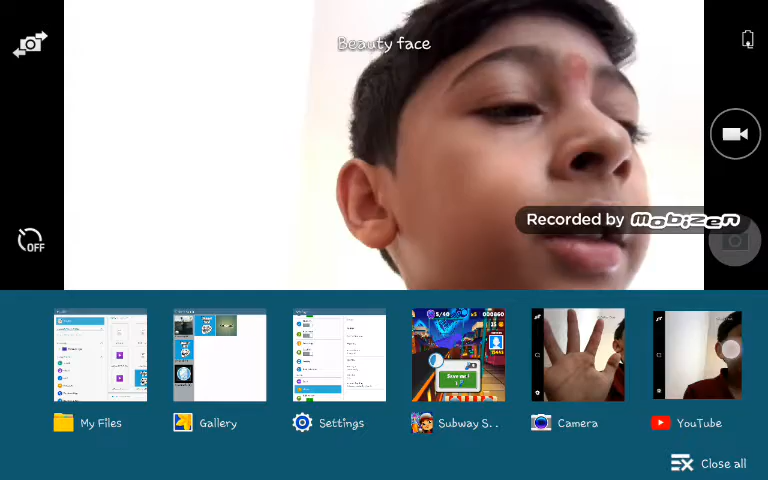 Beauty face
Recorded by mobizen
OFF
My Files
Gallery
Settings
Subway S..
Camera
YouTube
Close all